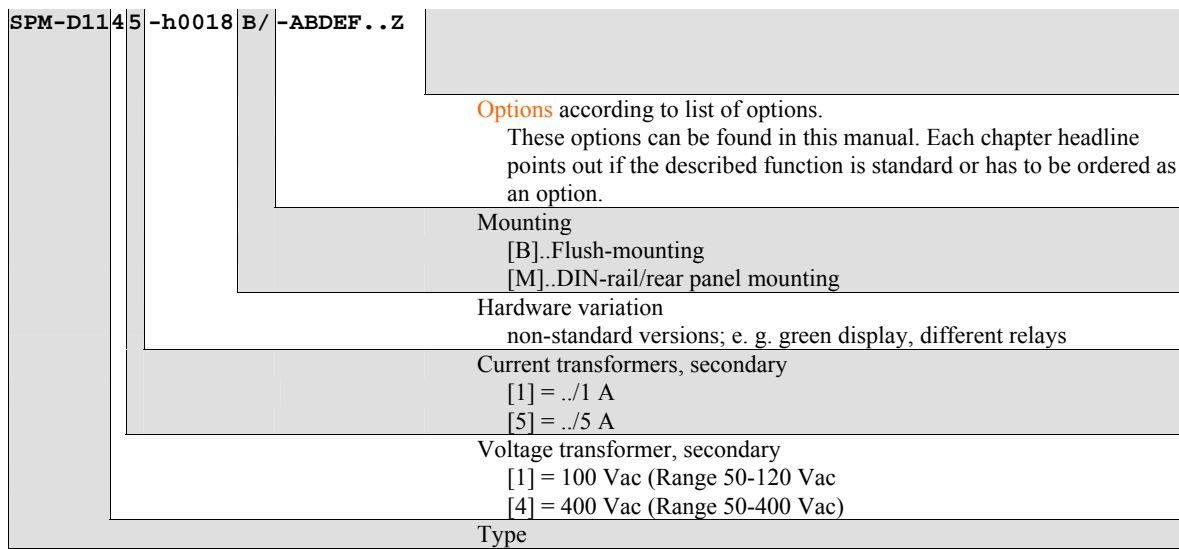 SPM-D1145-h0018B/-ABDEF..Z
Options according to list of options.
These options can be found in this manual. Each chapter headline
points out if the described function is standard or has to be ordered as
an option.
Mounting
[B]..Flush-mounting
[M]..DIN-rail/rear panel mounting
Hardware variation
non-standard versions; e. g. green display, different relays
Current transformers, secondary
[1] = ../1 A
[5] = ../5 A
Voltage transformer, secondary
[1] = 100 Vac (Range 50-120 Vac
[4] = 400 Vac (Range 50-400 Vac)
Type